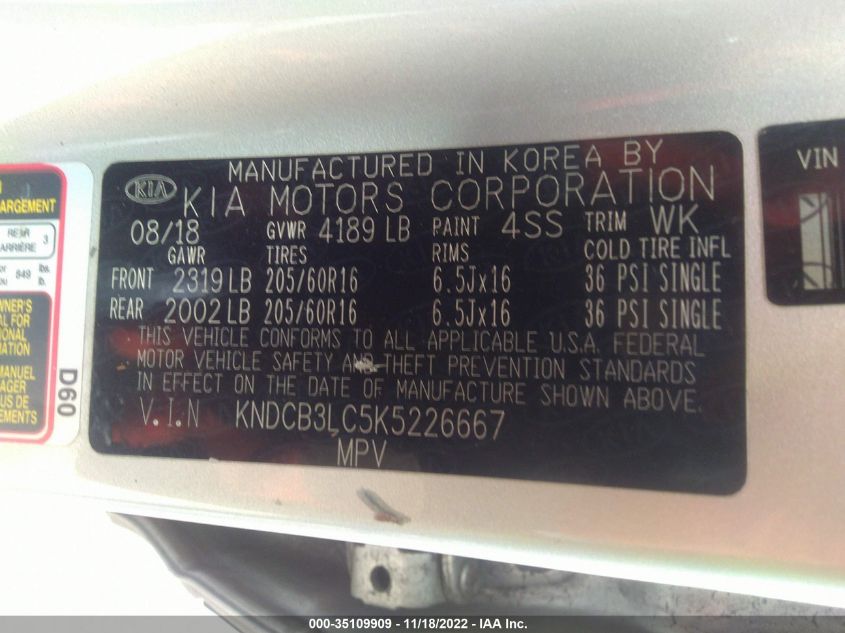 MANUFACTURED IN KOREA BY
KIA KIA MOTORS CORPORATION
08/18 GVWR 4189 LB PAINT 4SS TRIM WK
GAWR TIRES RIMS COLD TIRE INFL
FRONT 2319 LB 205/60R16 6.5Jx16 36 PSI SINGLE
REAR 2002 LB 205/60R16 6.5Jx16 36 PSI SINGLE
THIS VEHICLE CONFORMS TO ALL APPLICABLE U.S.A. FEDERAL
MOTOR VEHICLE SAFETY AND THEFT PREVENTION STANDARDS
IN EFFECT ON THE DATE OF MANUFACTURE SHOWN ABOVE.
V.I.N KNDCB3LC5K5226667
MPV
REAR 3
849 lbs.
D60
VIN
000-35109909 - 11/18/2022 - IAA Inc.